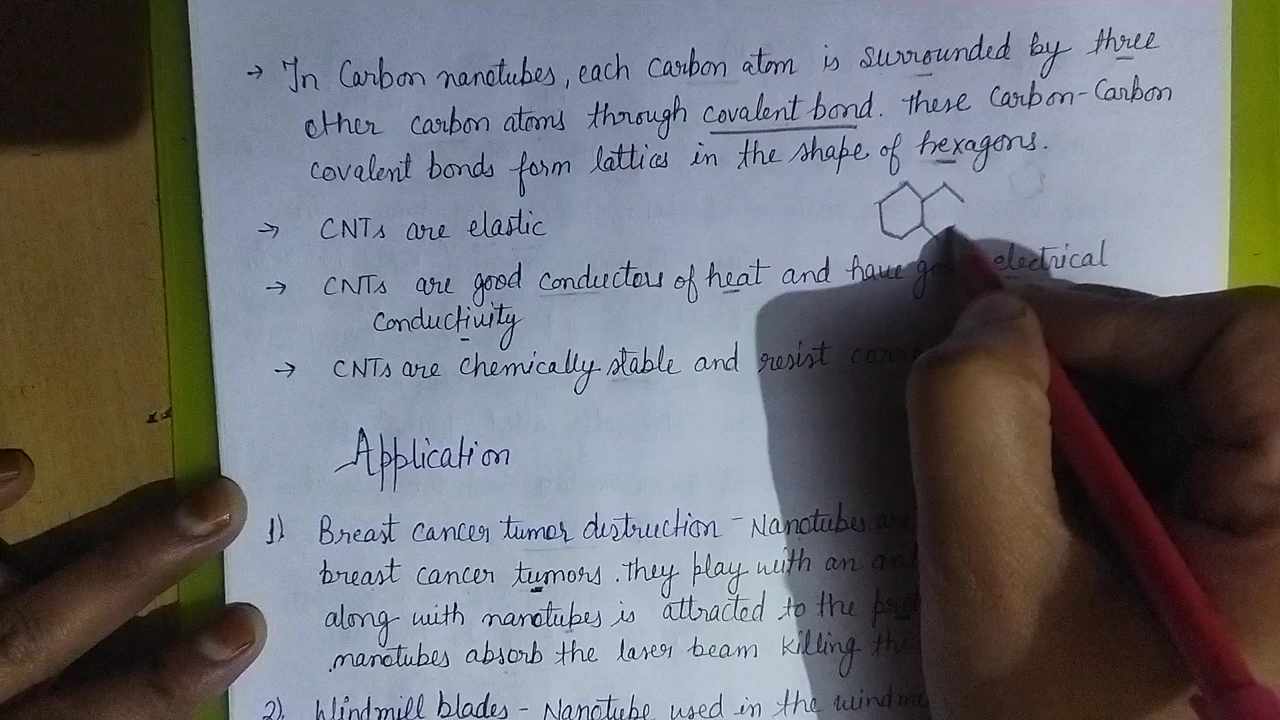 → In Carbon nanotubes, each carbon atom is surrounded by three
other carbon atoms through covalent bond. These Carbon-Carbon
covalent bonds form lattices in the shape of hexagons.
→ CNTs are elastic
→ CNTs are good conductors of heat and have electrical
conductivity
→ CNTs are chemically stable and resist
Application
1) Breast cancer tumor destruction - Nanotubes
breast cancer tumors. They play with an
along with nanotubes is attracted to the
nanotubes absorb the laser beam killing the
2) Windmill blades - Nanotube used in the